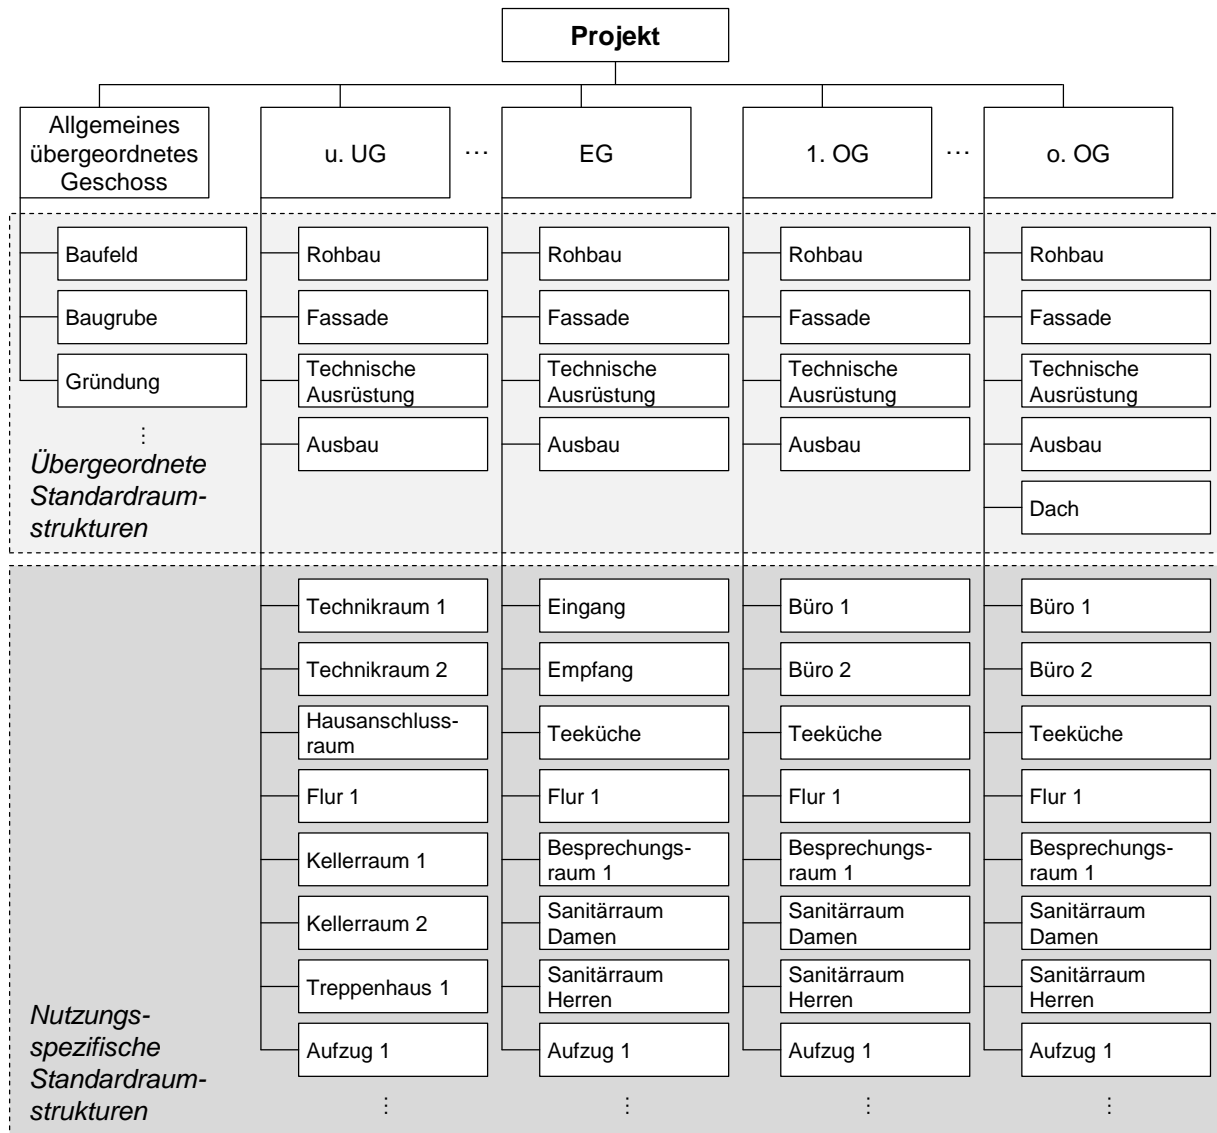 Projekt
Allgemeines
übergeordnetes
Geschoss
u. UG
...
EG
1. OG
...
o. OG
Baufeld
Baugrube
Gründung
⋮
Übergeordnete
Standardraum-
strukturen
Rohbau
Fassade
Technische
Ausrüstung
Ausbau
Rohbau
Fassade
Technische
Ausrüstung
Ausbau
Rohbau
Fassade
Technische
Ausrüstung
Ausbau
Rohbau
Fassade
Technische
Ausrüstung
Ausbau
Dach
Nutzungs-
spezifische
Standardraum-
strukturen
Technikraum 1
Technikraum 2
Hausanschluss-
raum
Flur 1
Kellerraum 1
Kellerraum 2
Treppenhaus 1
Aufzug 1
⋮
Eingang
Empfang
Teeküche
Flur 1
Besprechungs-
raum 1
Sanitärraum
Damen
Sanitärraum
Herren
Aufzug 1
⋮
Büro 1
Büro 2
Teeküche
Flur 1
Besprechungs-
raum 1
Sanitärraum
Damen
Sanitärraum
Herren
Aufzug 1
⋮
Büro 1
Büro 2
Teeküche
Flur 1
Besprechungs-
raum 1
Sanitärraum
Damen
Sanitärraum
Herren
Aufzug 1
⋮